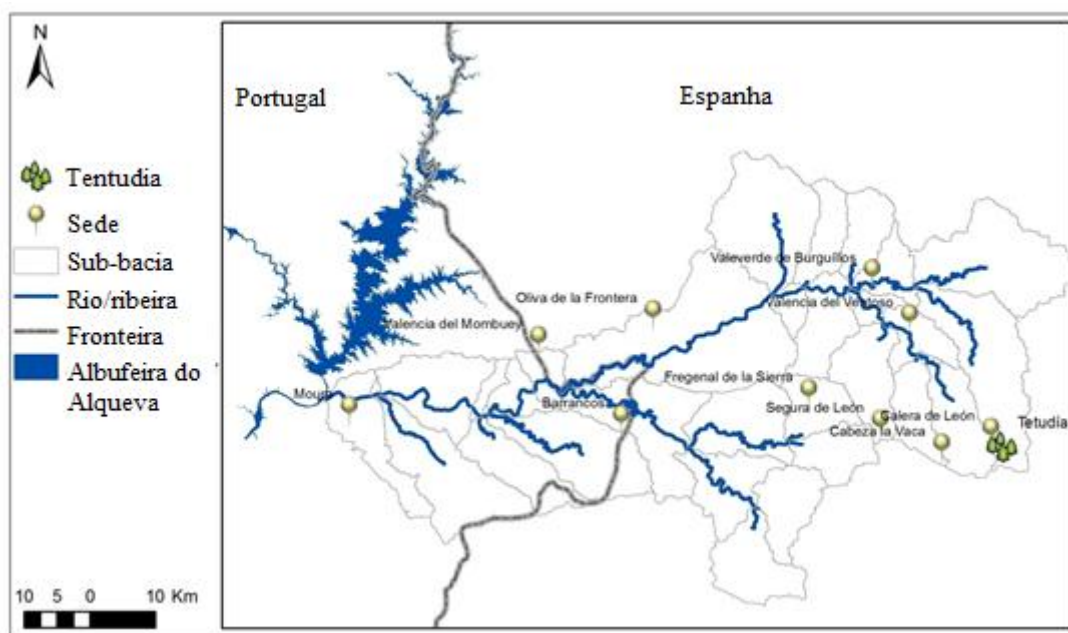 N
Portugal
Espanha
Tentudia
Sede
Sub-bacia
Rio/ribeira
Fronteira
Albufeira do
Alqueva
Valeverde de Burguillos
Oliva de la Frontera
Valencia del Ventoso
Valencia del Mombuey
Fregenal de la Sierra
Moura
Barrancos
Segura de León
Calera de León
Tetudia
Cabeza la Vaca
10 5 0 10 Km